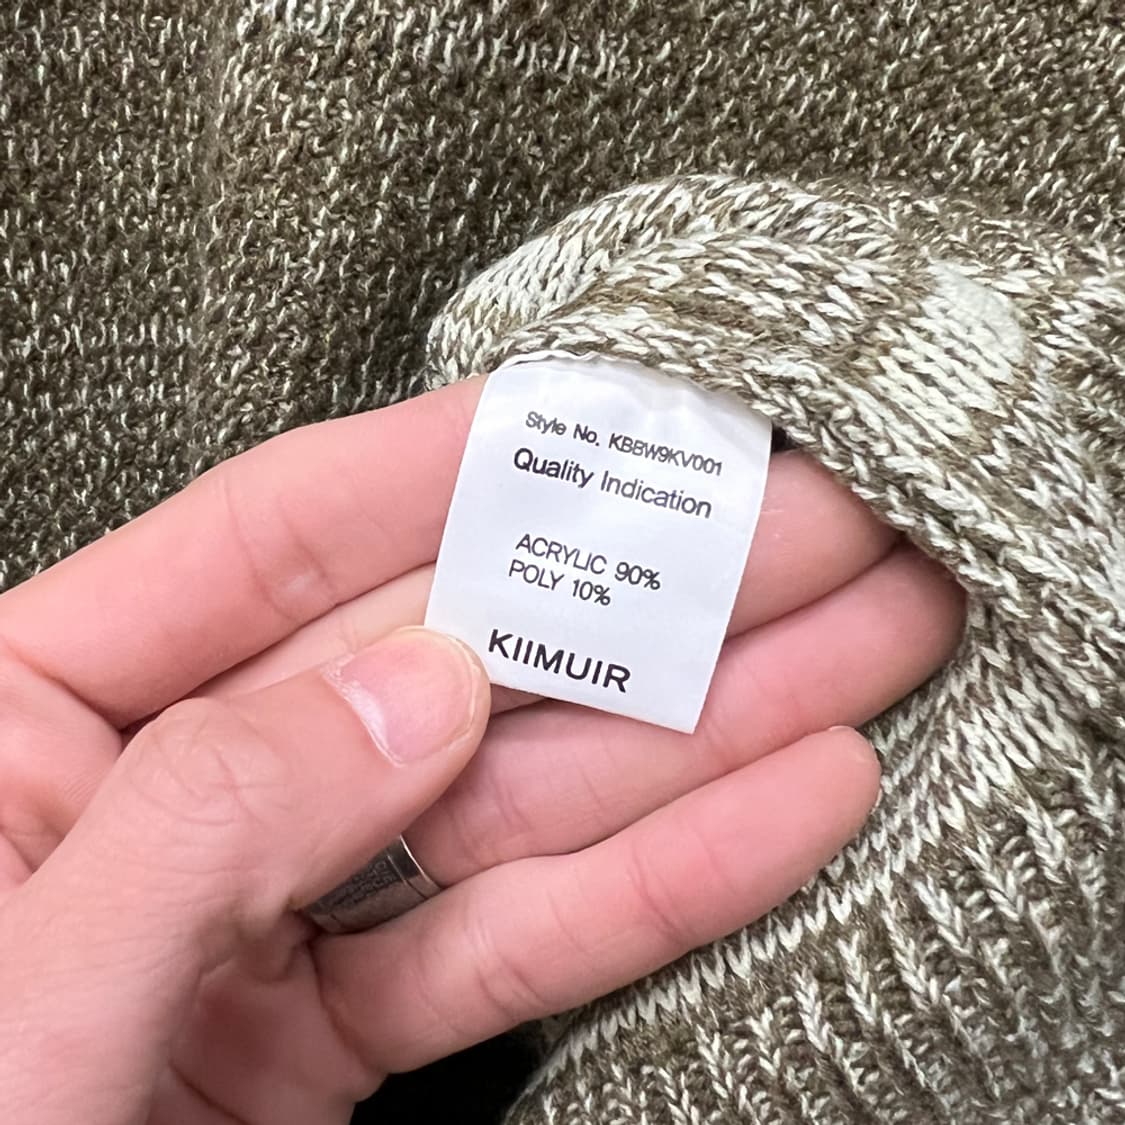 Style No. KBBW9KV001
Quality Indication
ACRYLIC 90%
POLY 10%
KIIMUIR